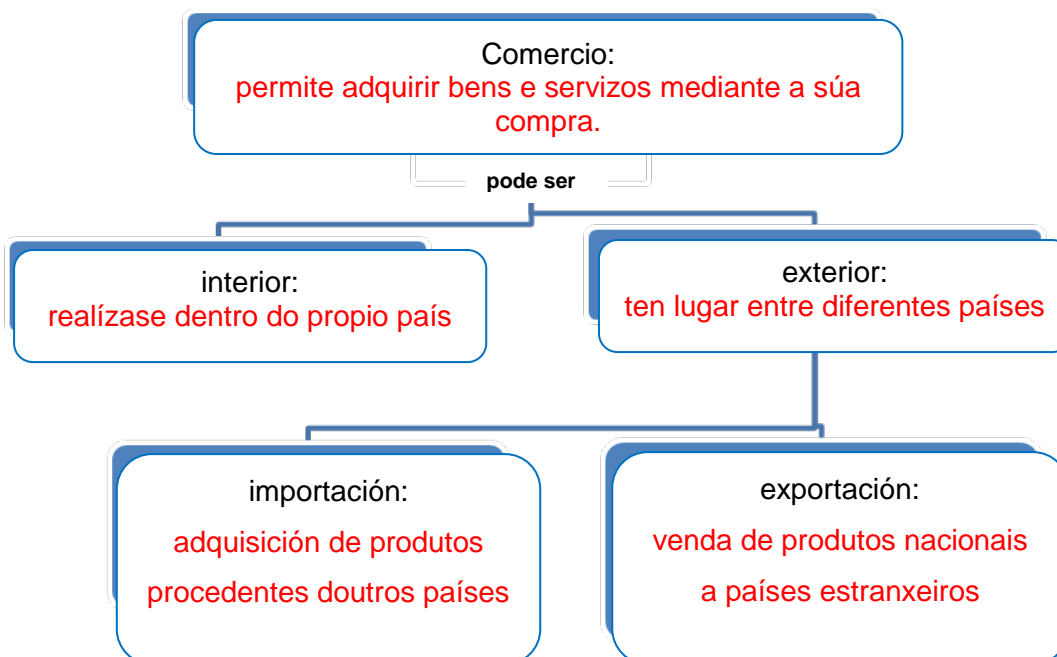 Comercio:
permite adquirir bens e servizos mediante a súa
compra.
pode ser
interior:
realízase dentro do propio país
exterior:
ten lugar entre diferentes países
importación:
adquisición de produtos
procedentes doutros países
exportación:
venda de produtos nacionais
a países estranxeiros